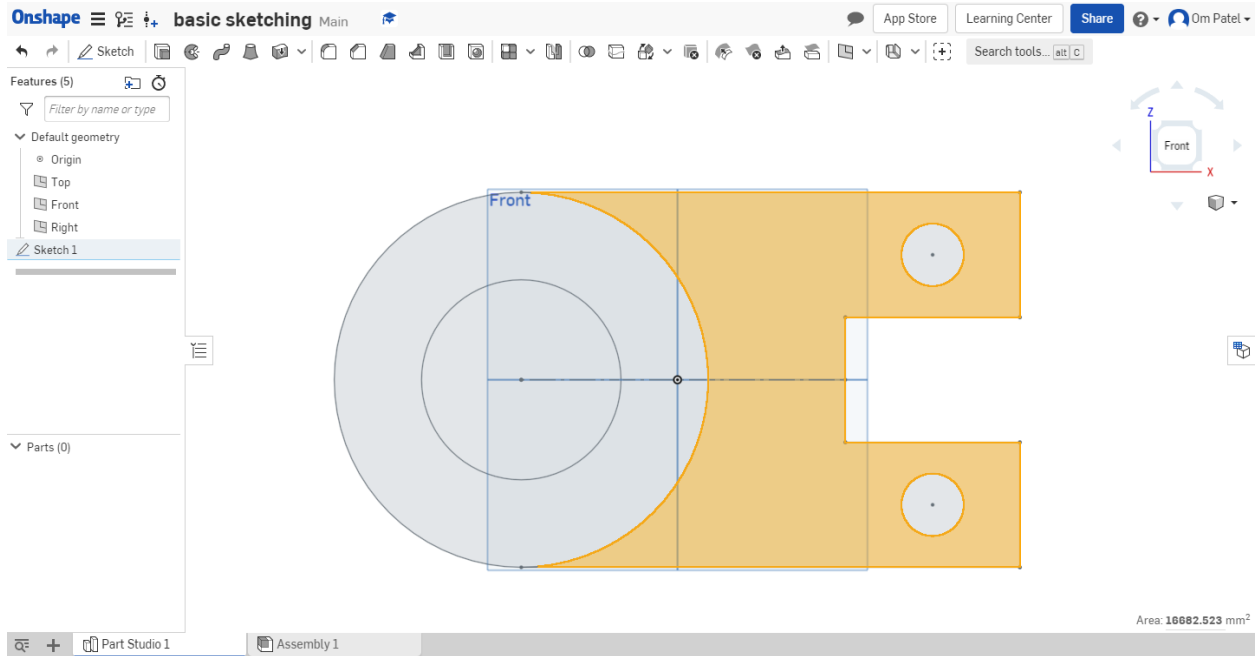 Onshape basic sketching Main App Store Learning Center Share Om Patel
Sketch Search tools... alt C
Features (5)
Filter by name or type
Default geometry
Origin
Top
Front
Right
Sketch 1
Parts (0)
Front
Z
Front
X
Area: 16682.523 mm²
Part Studio 1 Assembly 1